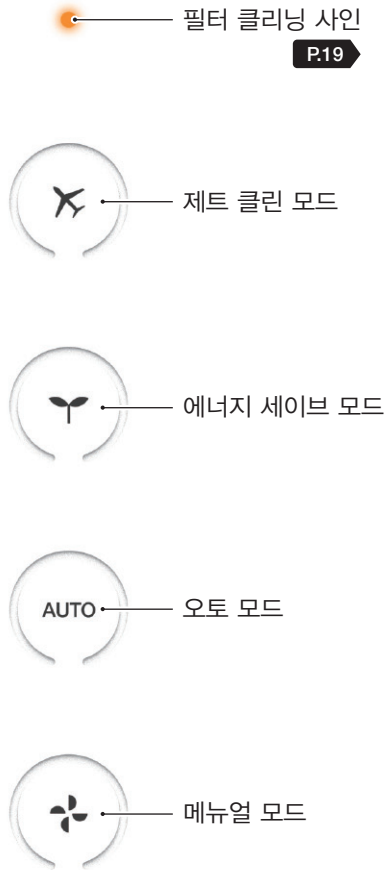 필터 클리닝 사인
P.19
제트 클린 모드
에너지 세이브 모드
AUTO
오토 모드
메뉴얼 모드